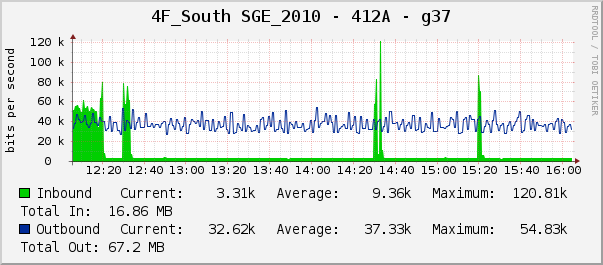 4F_South SGE_2010 - 412A - g37
RRDTOOL / TOBI OETIKER
bits per second
120 k
100 k
80 k
60 k
40 k
20 k
0
12:20 12:40 13:00 13:20 13:40 14:00 14:20 14:40 15:00 15:20 15:40 16:00
Inbound Current: 3.31k Average: 9.36k Maximum: 120.81k
Total In: 16.86 MB
Outbound Current: 32.62k Average: 37.33k Maximum: 54.83k
Total Out: 67.2 MB